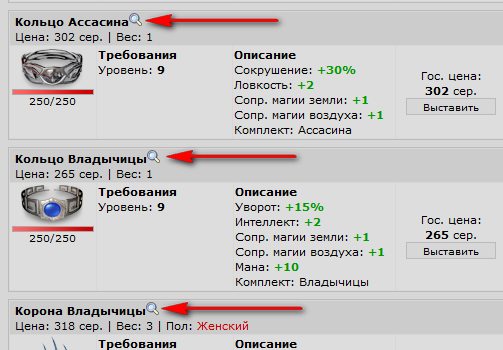 Кольцо Ассасина
Цена: 302 сер. | Вес: 1
Требования
Уровень: 9
250/250
Описание
Сокрушение: +30%
Ловкость: +2
Сопр. магии земли: +1
Сопр. магии воздуха: +1
Комплект: Ассасина
Гос. цена:
302 сер.
Выставить
Кольцо Владычицы
Цена: 265 сер. | Вес: 1
Требования
Уровень: 9
250/250
Описание
Уворот: +15%
Интеллект: +2
Сопр. магии земли: +1
Сопр. магии воздуха: +1
Мана: +10
Комплект: Владычицы
Гос. цена:
265 сер.
Выставить
Корона Владычицы
Цена: 318 сер. | Вес: 3 | Пол: Женский
Требования
Описание